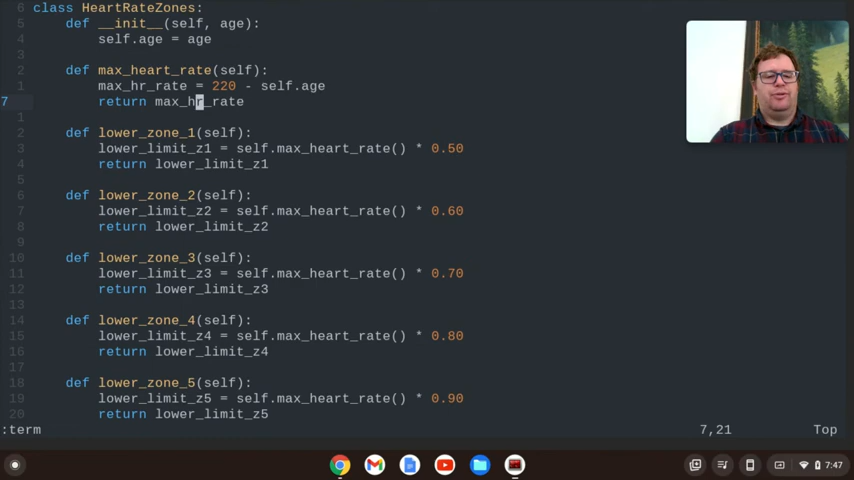 6 class HeartRateZones:
5     def __init__(self, age):
4         self.age = age
3
2     def max_heart_rate(self):
1         max_hr_rate = 220 - self.age
7         return max_hr_rate
1
2     def lower_zone_1(self):
3         lower_limit_z1 = self.max_heart_rate() * 0.50
4         return lower_limit_z1
5
6     def lower_zone_2(self):
7         lower_limit_z2 = self.max_heart_rate() * 0.60
8         return lower_limit_z2
9
10     def lower_zone_3(self):
11         lower_limit_z3 = self.max_heart_rate() * 0.70
12         return lower_limit_z3
13
14     def lower_zone_4(self):
15         lower_limit_z4 = self.max_heart_rate() * 0.80
16         return lower_limit_z4
17
18     def lower_zone_5(self):
19         lower_limit_z5 = self.max_heart_rate() * 0.90
20         return lower_limit_z5
:term 7,21 Top
7:47